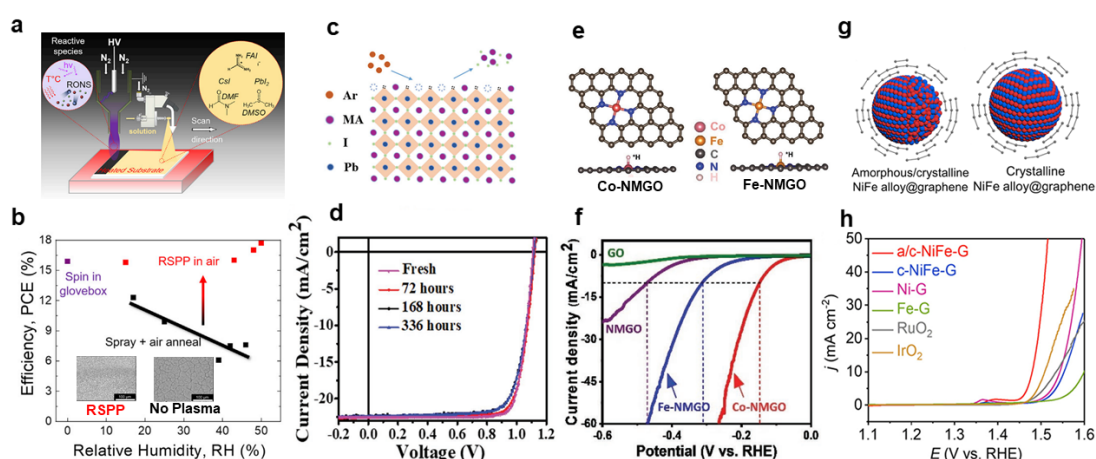 a
Reactive
species
HV
N2
N2
hν
T°C
RONS
N2
FAI
CsI
PbI2
DMF
DMSO
solution
Scan
direction
b
Efficiency, PCE (%)
18
15
12
9
6
3
0
Spin in
glovebox
RSPP in air
Spray + air anneal
RSPP
No Plasma
0 10 20 30 40 50
Relative Humidity, RH (%)
c
Ar
MA
I
Pb
d
Current Density (mA/cm²)
0
-5
-10
-15
-20
Fresh
72 hours
168 hours
336 hours
-0.2 0.0 0.2 0.4 0.6 0.8 1.0 1.2
Voltage (V)
e
Co
Fe
C
N
H
*H
*H
Co-NMGO
Fe-NMGO
f
Current density (mA/cm²)
0
-15
-30
-45
-60
GO
NMGO
Fe-NMGO
Co-NMGO
-0.6 -0.4 -0.2 0.0
Potential (V vs. RHE)
g
Amorphous/crystalline
NiFe alloy@graphene
Crystalline
NiFe alloy@graphene
h
j (mA cm⁻²)
50
40
30
20
10
0
a/c-NiFe-G
c-NiFe-G
Ni-G
Fe-G
RuO2
IrO2
1.1 1.2 1.3 1.4 1.5 1.6
E (V vs. RHE)